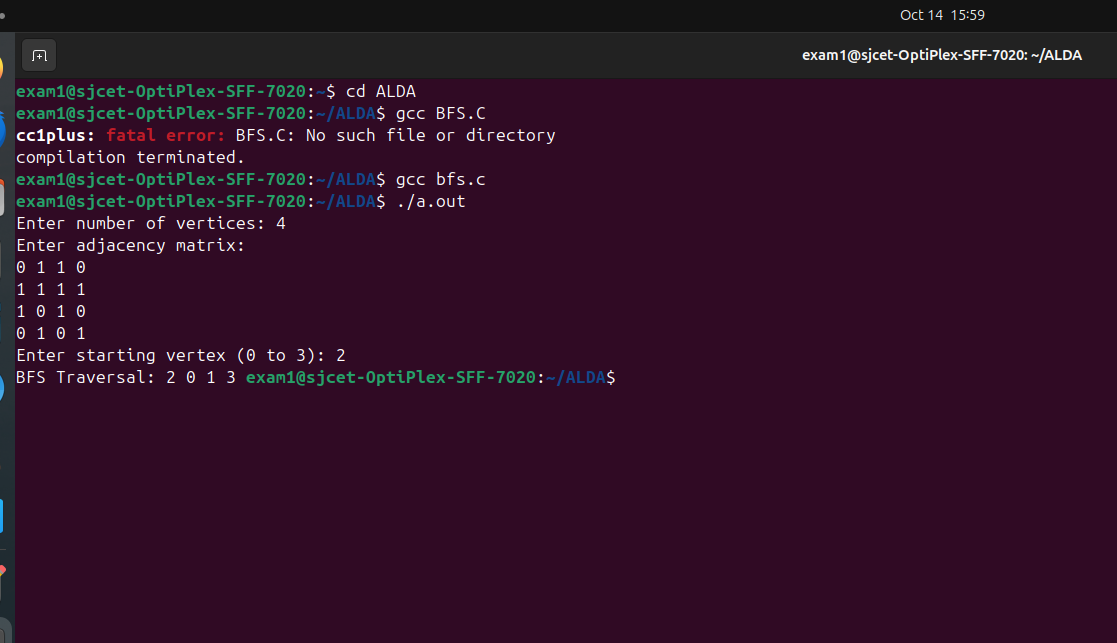 Oct 14 15:59
exam1@sjcet-OptiPlex-SFF-7020: ~/ALDA
exam1@sjcet-OptiPlex-SFF-7020:~$ cd ALDA
exam1@sjcet-OptiPlex-SFF-7020:~/ALDA$ gcc BFS.C
cc1plus: fatal error: BFS.C: No such file or directory
compilation terminated.
exam1@sjcet-OptiPlex-SFF-7020:~/ALDA$ gcc bfs.c
exam1@sjcet-OptiPlex-SFF-7020:~/ALDA$ ./a.out
Enter number of vertices: 4
Enter adjacency matrix:
0 1 1 0
1 1 1 1
1 0 1 0
0 1 0 1
Enter starting vertex (0 to 3): 2
BFS Traversal: 2 0 1 3 exam1@sjcet-OptiPlex-SFF-7020:~/ALDA$